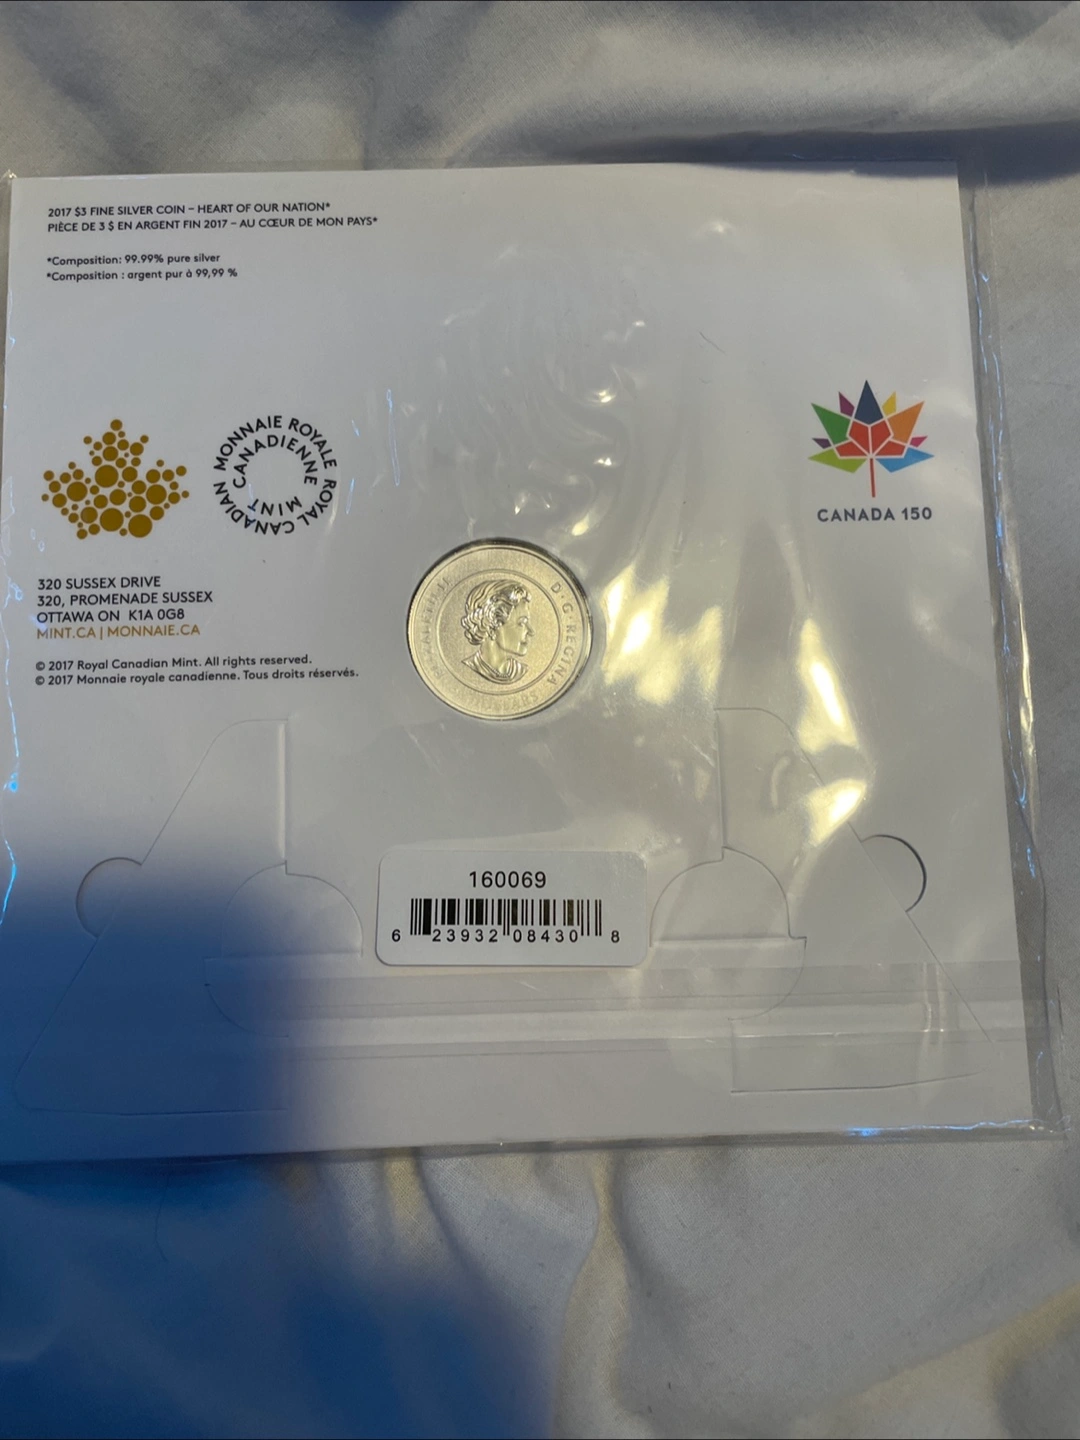 2017 $3 FINE SILVER COIN – HEART OF OUR NATION*
PIÈCE DE 3 $ EN ARGENT FIN 2017 – AU CŒUR DE MON PAYS*
*Composition: 99.99% pure silver
*Composition : argent pur à 99,99 %
MONNAIE ROYALE CANADIENNE
ROYAL CANADIAN MINT
CANADA 150
320 SUSSEX DRIVE
320, PROMENADE SUSSEX
OTTAWA ON K1A 0G8
MINT.CA | MONNAIE.CA
© 2017 Royal Canadian Mint. All rights reserved.
© 2017 Monnaie royale canadienne. Tous droits réservés.
ELIZABETH II D·G·REGINA
DOLLARS
160069
6 23932 08430 8